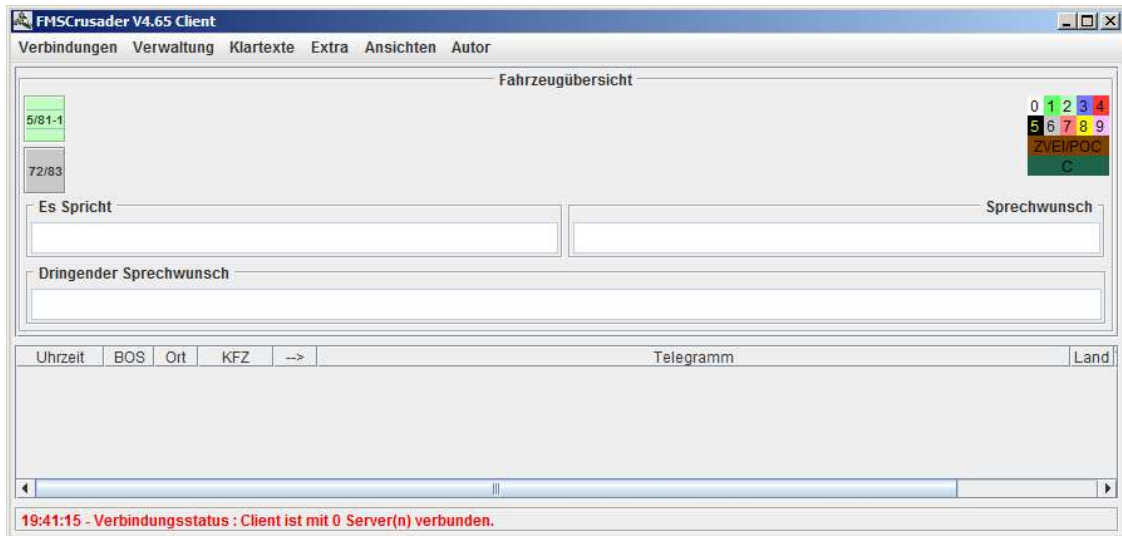 FMSCrusader V4.65 Client
Verbindungen Verwaltung Klartexte Extra Ansichten Autor
Fahrzeugübersicht
5/81-1
0 1 2 3 4
5 6 7 8 9
ZVEI/POC
72/83
C
Es Spricht
Sprechwunsch
Dringender Sprechwunsch
Uhrzeit BOS Ort KFZ --> Telegramm Land
19:41:15 - Verbindungsstatus : Client ist mit 0 Server(n) verbunden.